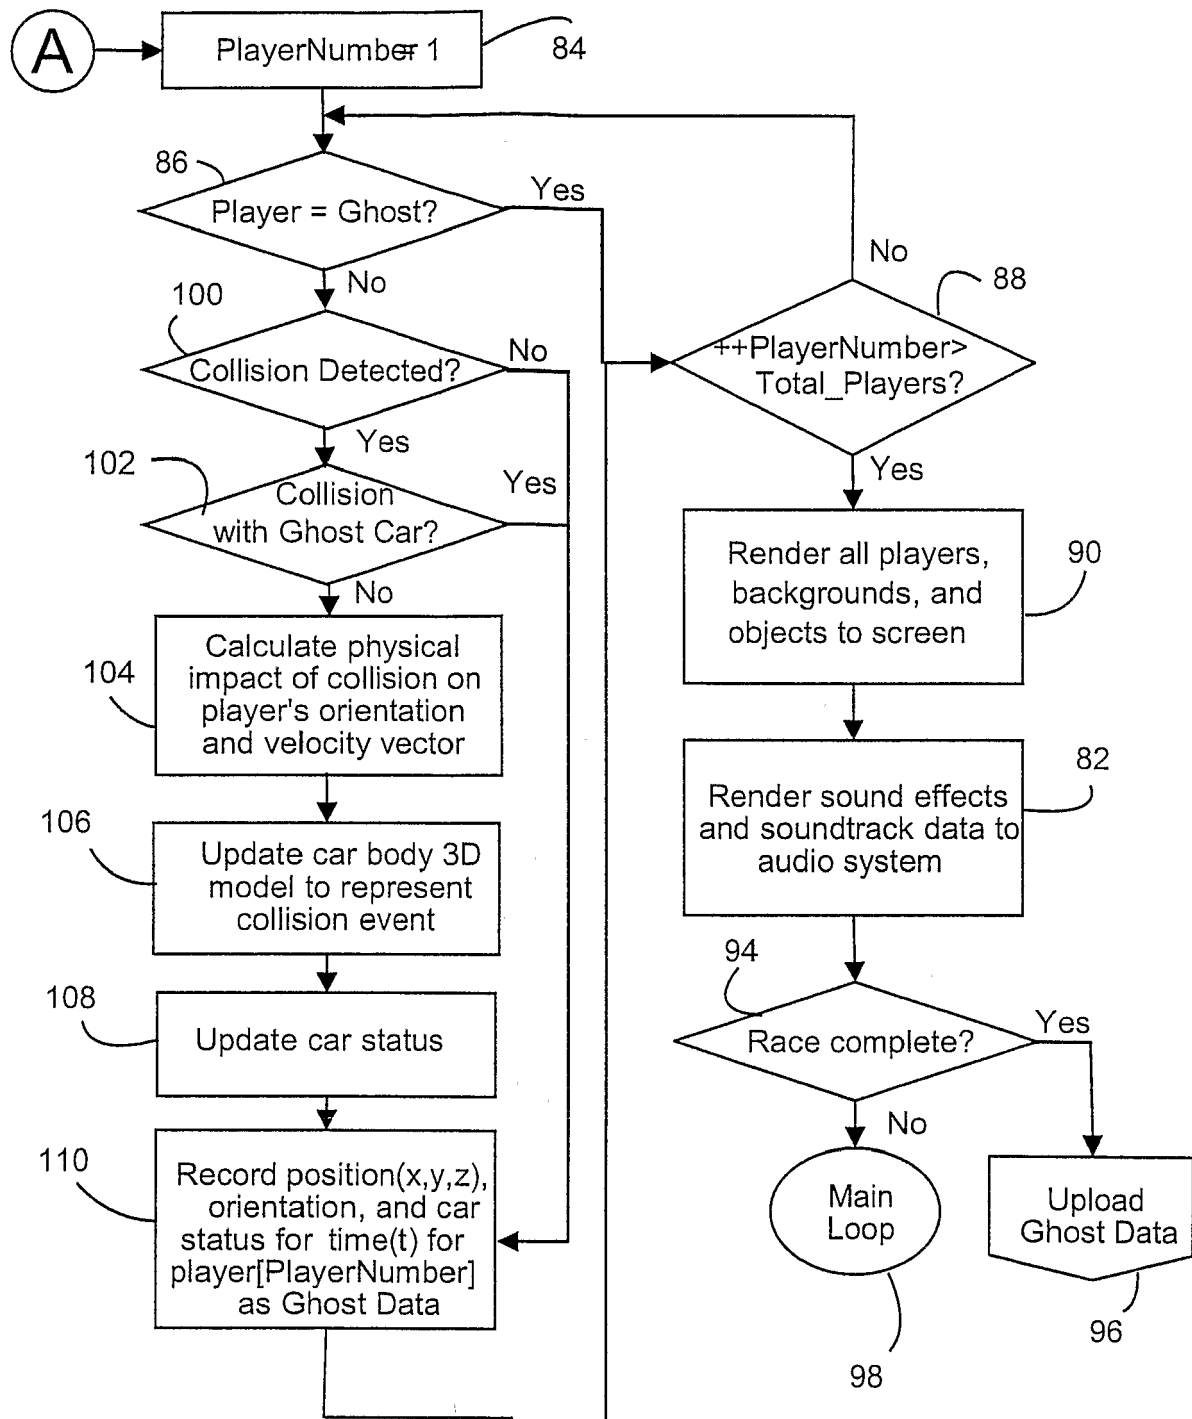 A
PlayerNumber= 1
84
86
Player = Ghost?
Yes
No
100
Collision Detected?
No
Yes
102
Collision
with Ghost Car?
Yes
No
104
Calculate physical
impact of collision on
player's orientation
and velocity vector
106
Update car body 3D
model to represent
collision event
108
Update car status
110
Record position(x,y,z),
orientation, and car
status for time(t) for
player[PlayerNumber]
as Ghost Data
No
88
++PlayerNumber>
Total_Players?
Yes
Render all players,
backgrounds, and
objects to screen
90
Render sound effects
and soundtrack data to
audio system
82
94
Race complete?
Yes
No
Main
Loop
98
Upload
Ghost Data
96